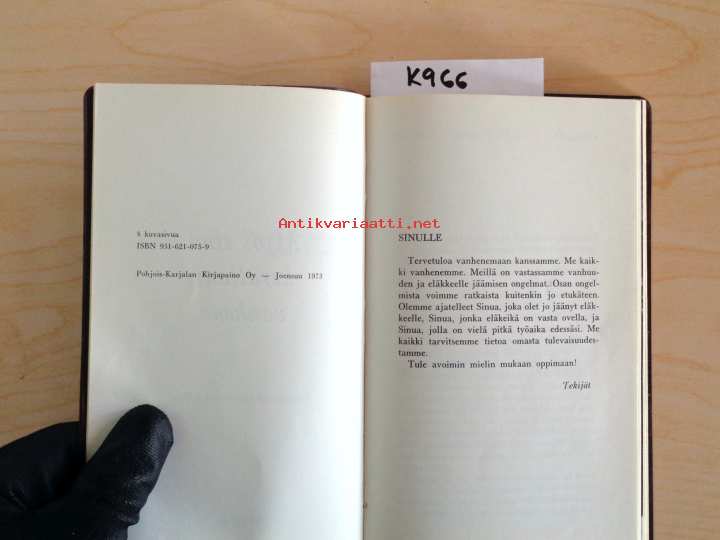 K966
Antikvariaatti.net
8 kuvasivua
ISBN 951-621-075-9
Pohjois-Karjalan Kirjapaino Oy — Joensuu 1973
SINULLE
Tervetuloa vanhenemaan kanssamme. Me kaik-
ki vanhenemme. Meillä on vastassamme vanhuu-
den ja eläkkeelle jäämisen ongelmat. Osan ongel-
mista voimme ratkaista kuitenkin jo etukäteen.
Olemme ajatelleet Sinua, joka olet jo jäänyt eläk-
keelle, Sinua, jonka eläkeikä on vasta ovella, ja
Sinua, jolla on vielä pitkä työaika edessäsi. Me
kaikki tarvitsemme tietoa omasta tulevaisuudes-
tamme.
Tule avoimin mielin mukaan oppimaan!
Tekijät